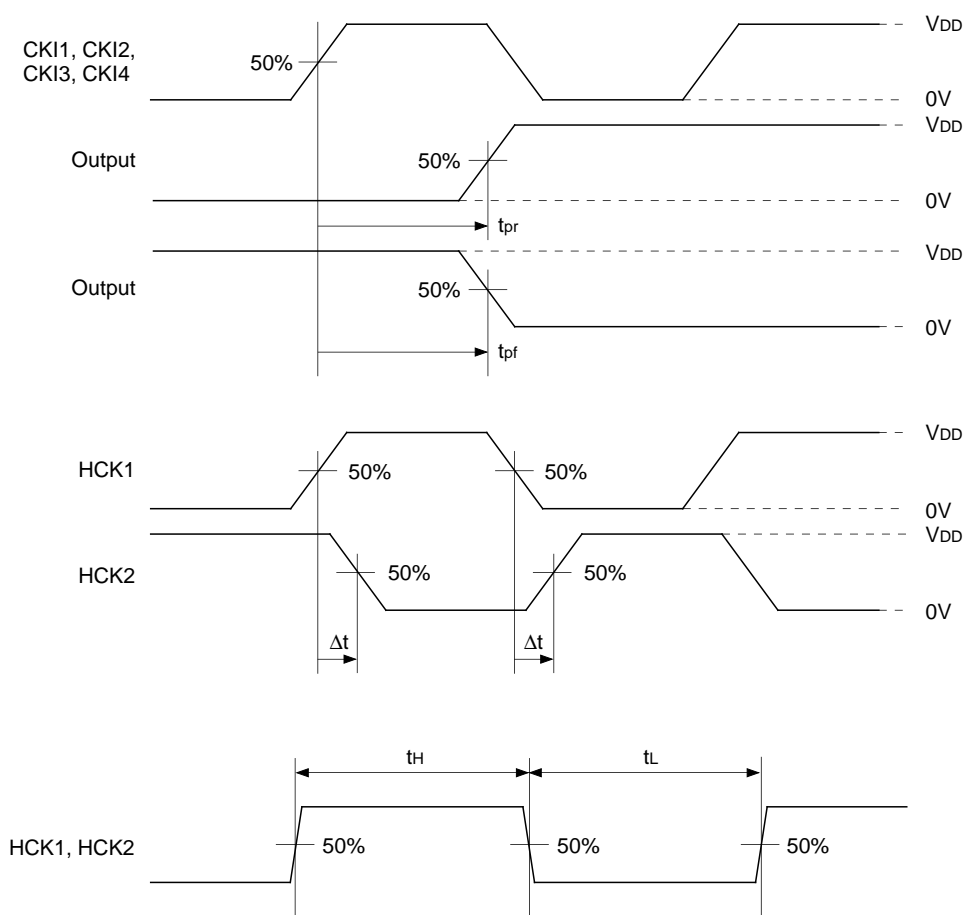 VDD
CKI1, CKI2,
CKI3, CKI4
50%
0V
VDD
Output
50%
0V
tpr
VDD
Output
50%
0V
tpf
VDD
HCK1
50%
50%
0V
VDD
HCK2
50%
50%
0V
Δt
Δt
tH
tL
HCK1, HCK2
50%
50%
50%